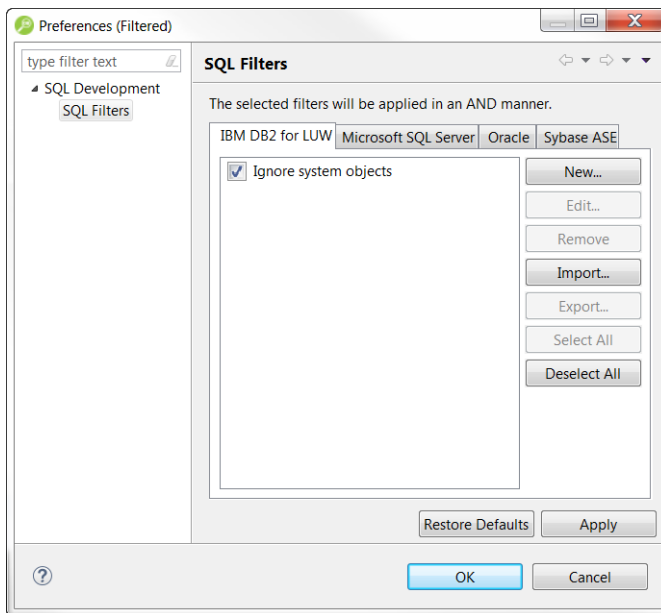 Preferences (Filtered)
type filter text
SQL Development
SQL Filters
SQL Filters
The selected filters will be applied in an AND manner.
IBM DB2 for LUW Microsoft SQL Server Oracle Sybase ASE
Ignore system objects
New...
Edit...
Remove
Import...
Export...
Select All
Deselect All
Restore Defaults Apply
? OK Cancel